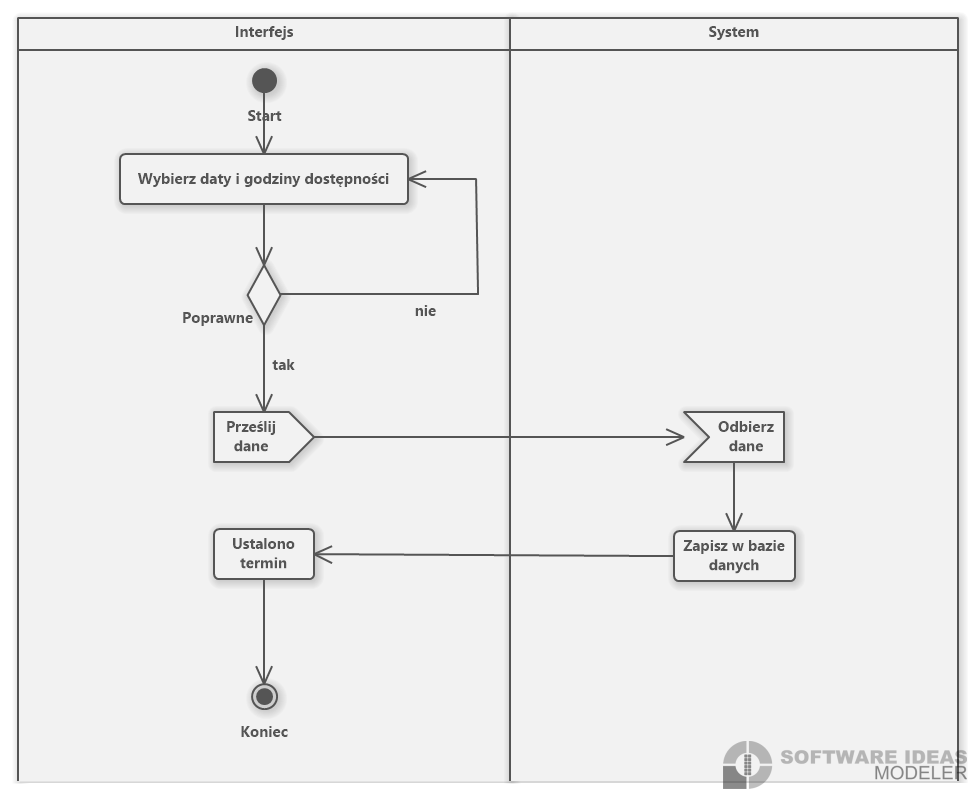 Interfejs
System
Start
Wybierz daty i godziny dostępności
nie
Poprawne
tak
Prześlij
dane
Odbierz
dane
Ustalono
termin
Zapisz w bazie
danych
Koniec
SOFTWARE IDEAS
MODELER